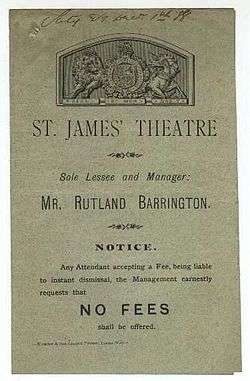 ST. JAMES' THEATRE
Sole Lessee and Manager:
MR. RUTLAND BARRINGTON.
NOTICE.
Any Attendant accepting a Fee, being liable
to instant dismissal, the Management earnestly
requests that
NO FEES
shall be offered.